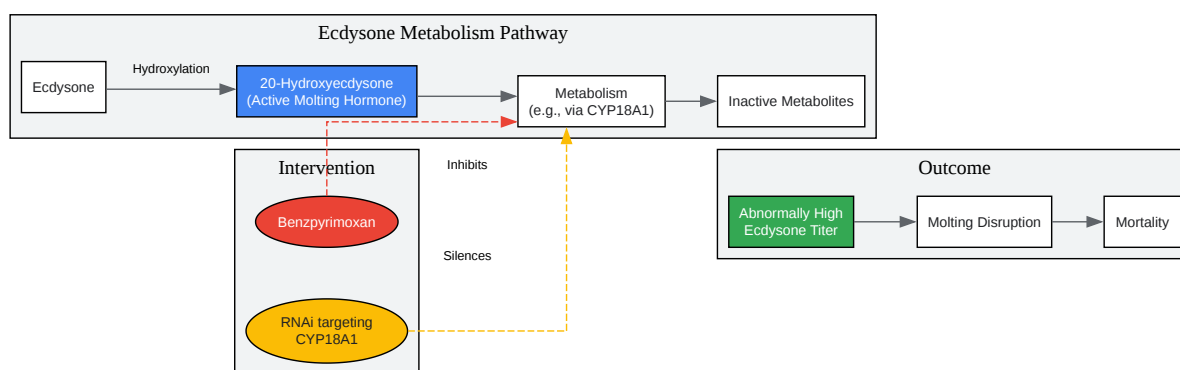 Ecdysone Metabolism Pathway
Ecdysone
Hydroxylation
20-Hydroxyecdysone
(Active Molting Hormone)
Metabolism
(e.g., via CYP18A1)
Inactive Metabolites
Intervention
Benzpyrimoxan
RNAi targeting
CYP18A1
Inhibits
Silences
Outcome
Abnormally High
Ecdysone Titer
Molting Disruption
Mortality